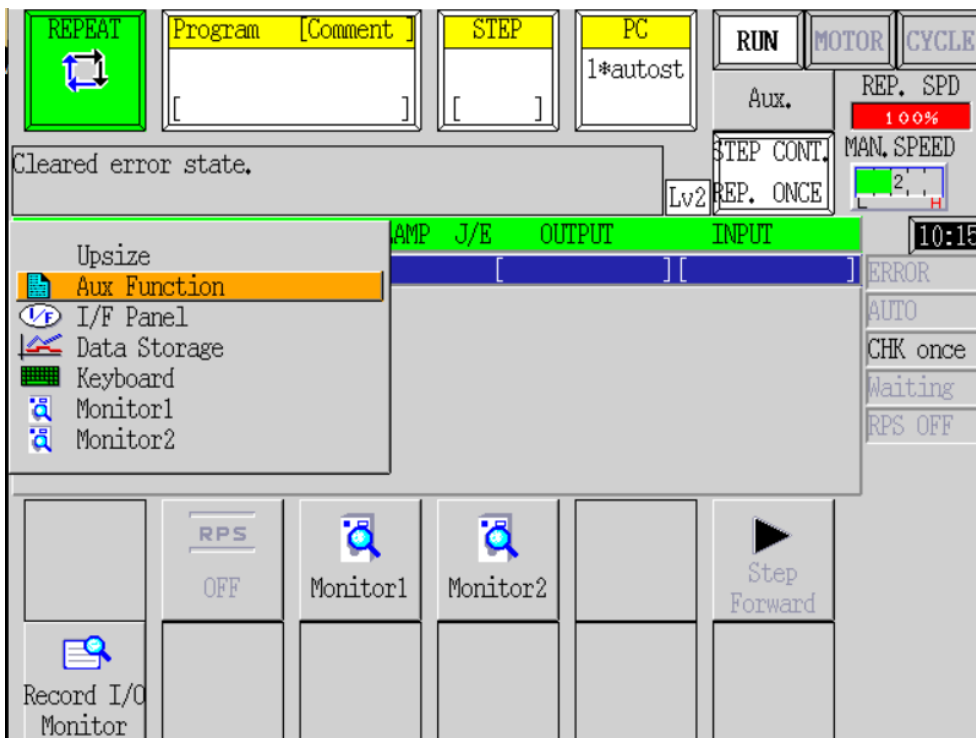 REPEAT
Program [Comment ]
[ ]
STEP
[ ]
PC
1*autost
RUN
MOTOR
CYCLE
Aux.
REP. SPD
100%
Cleared error state.
Lv2
STEP CONT.
REP. ONCE
MAN.SPEED
2
L H
AMP J/E OUTPUT INPUT
[ ] [ ]
10:15
Upsize
Aux Function
I/F I/F Panel
Data Storage
Keyboard
Monitor1
Monitor2
ERROR
AUTO
CHK once
Waiting
RPS OFF
RPS
OFF
Monitor1
Monitor2
Step
Forward
Record I/O
Monitor